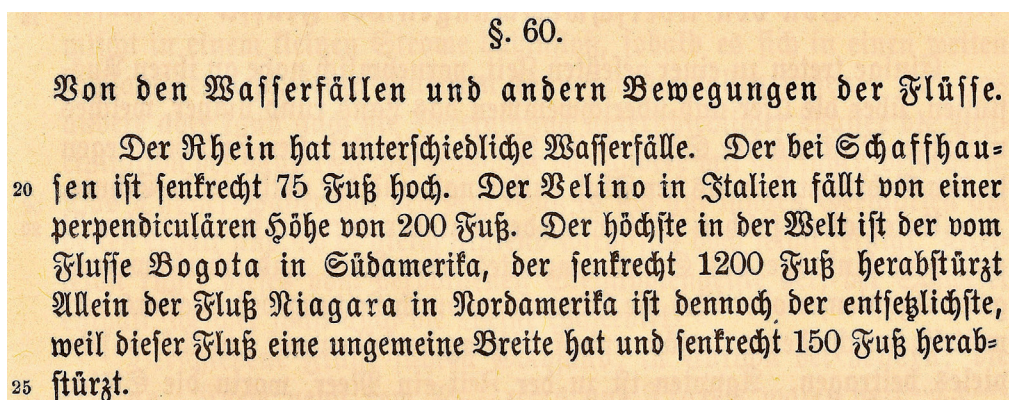 §. 60.
Von den Wasserfällen und andern Bewegungen der Flüsse.
Der Rhein hat unterschiedliche Wasserfälle. Der bei Schaffhau-
20 sen ist senkrecht 75 Fuß hoch. Der Velino in Italien fällt von einer
perpendiculären Höhe von 200 Fuß. Der höchste in der Welt ist der vom
Flusse Bogota in Südamerika, der senkrecht 1200 Fuß herabstürzt
Allein der Fluß Niagara in Nordamerika ist dennoch der entsetzlichste,
weil dieser Fluß eine ungemeine Breite hat und senkrecht 150 Fuß herab-
25 stürzt.